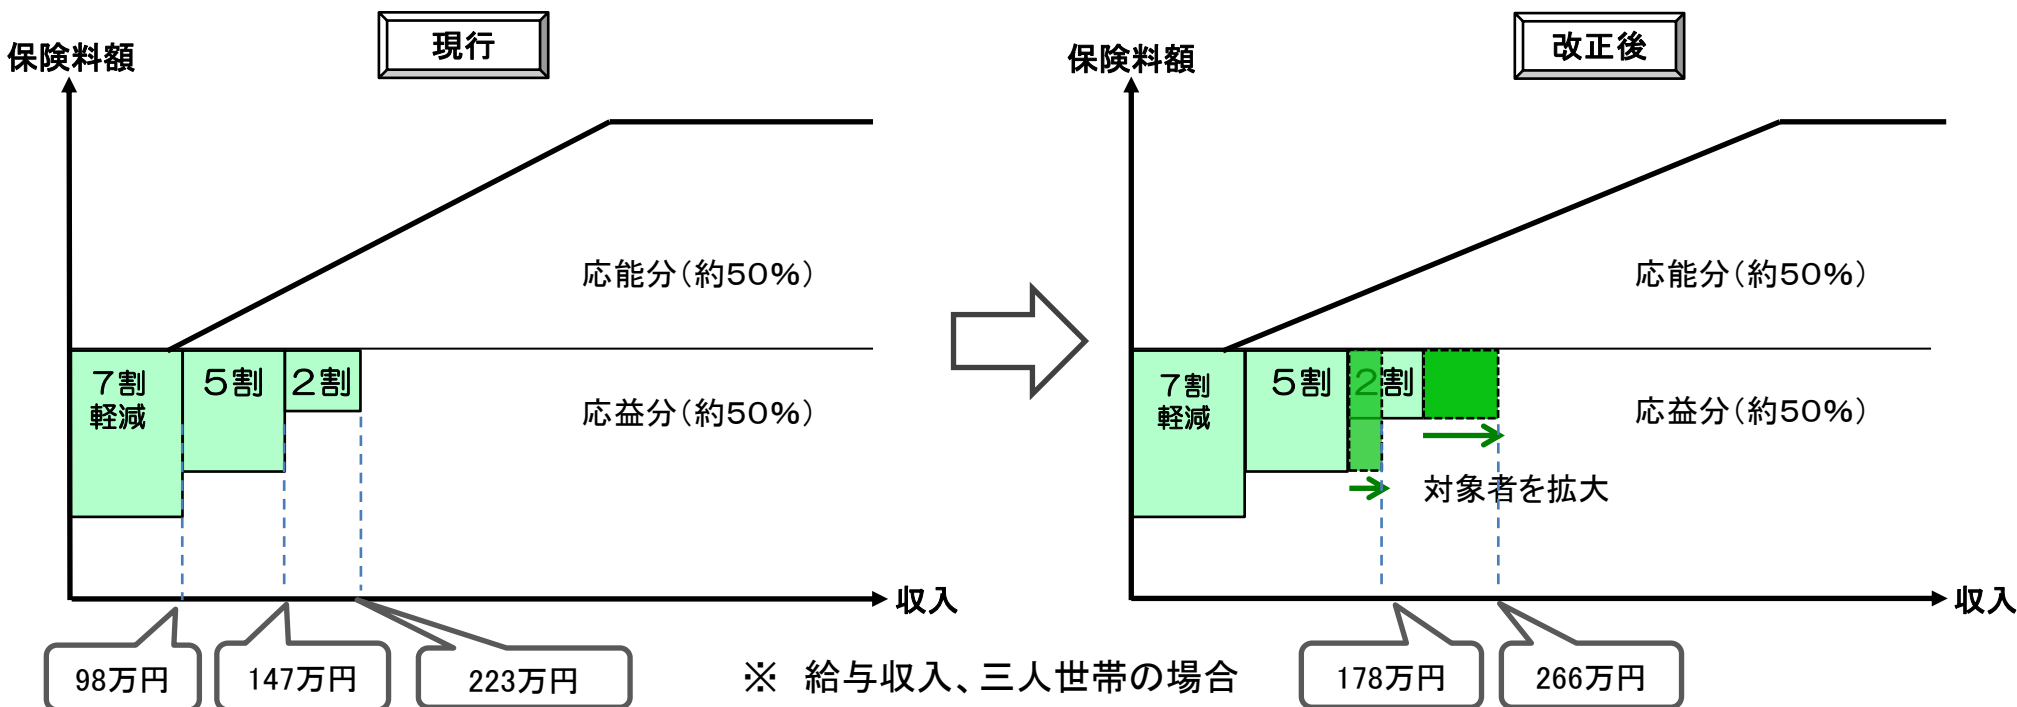 現行
保険料額
応能分(約50%)
7割
軽減
5割
2割
応益分(約50%)
収入
98万円
147万円
223万円
改正後
保険料額
応能分(約50%)
7割
軽減
5割
2割
応益分(約50%)
対象者を拡大
収入
178万円
266万円
※ 給与収入、三人世帯の場合